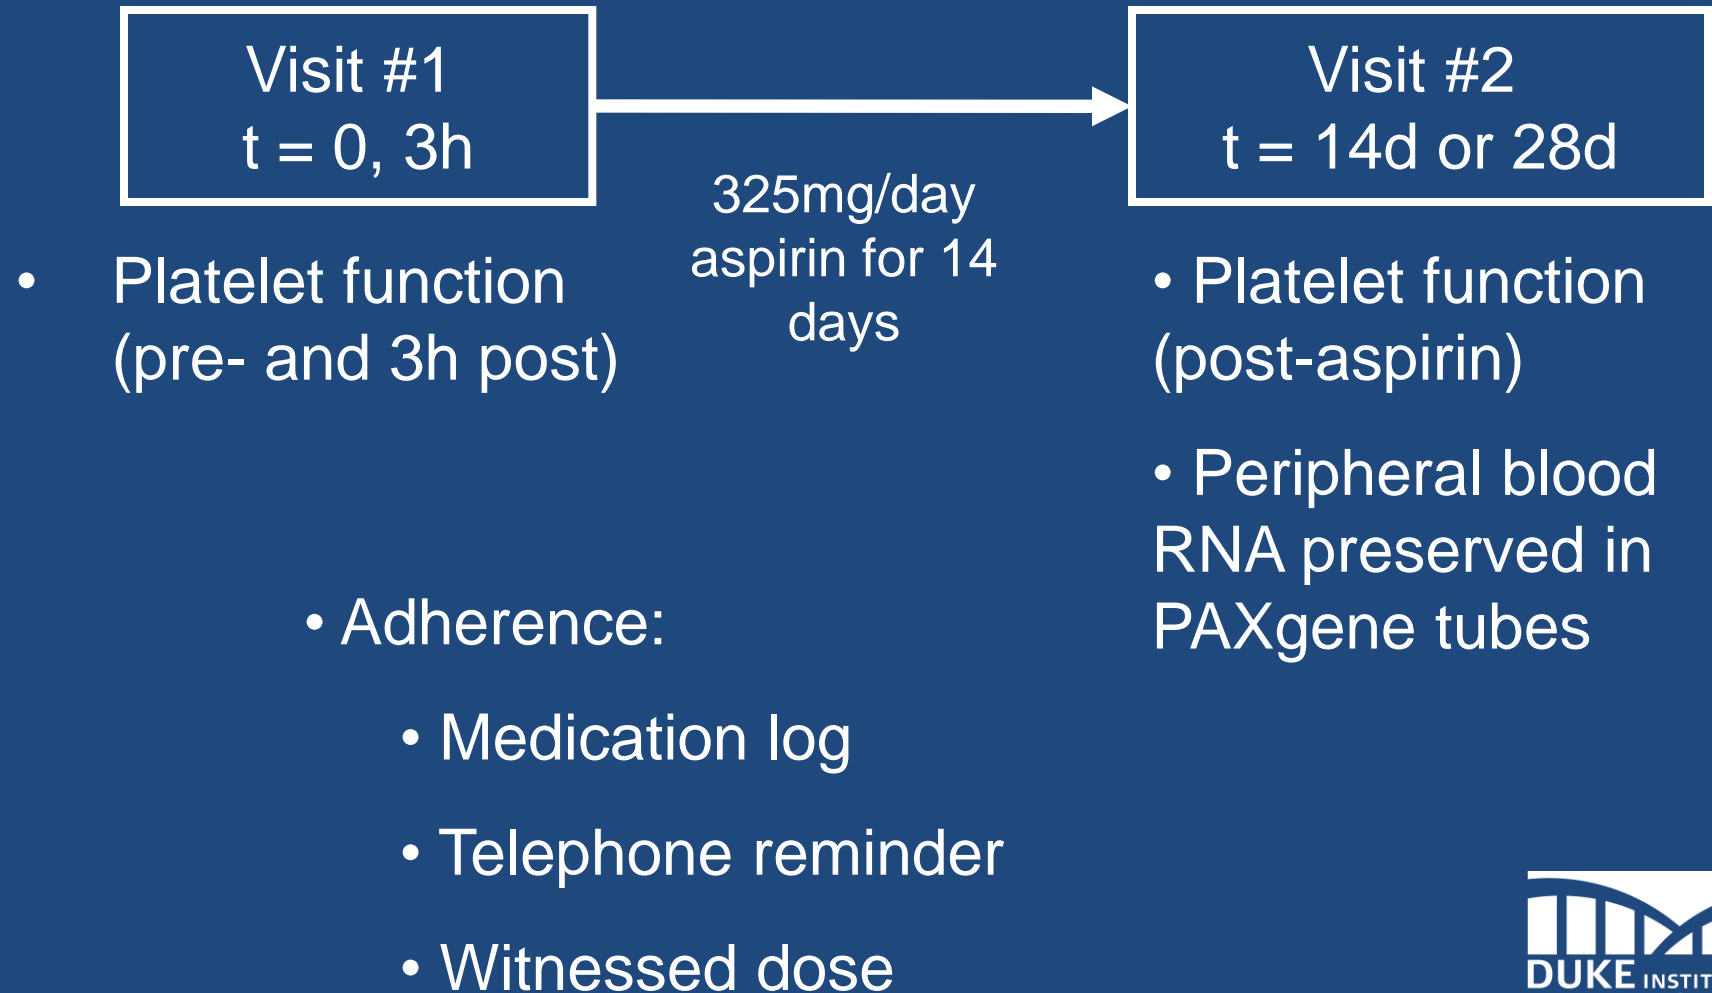 Visit #1
t = 0, 3h
325mg/day
aspirin for 14
days
Visit #2
t = 14d or 28d
• Platelet function
(pre- and 3h post)
• Platelet function
(post-aspirin)
• Peripheral blood
RNA preserved in
PAXgene tubes
• Adherence:
• Medication log
• Telephone reminder
• Witnessed dose
DUKE INSTIT